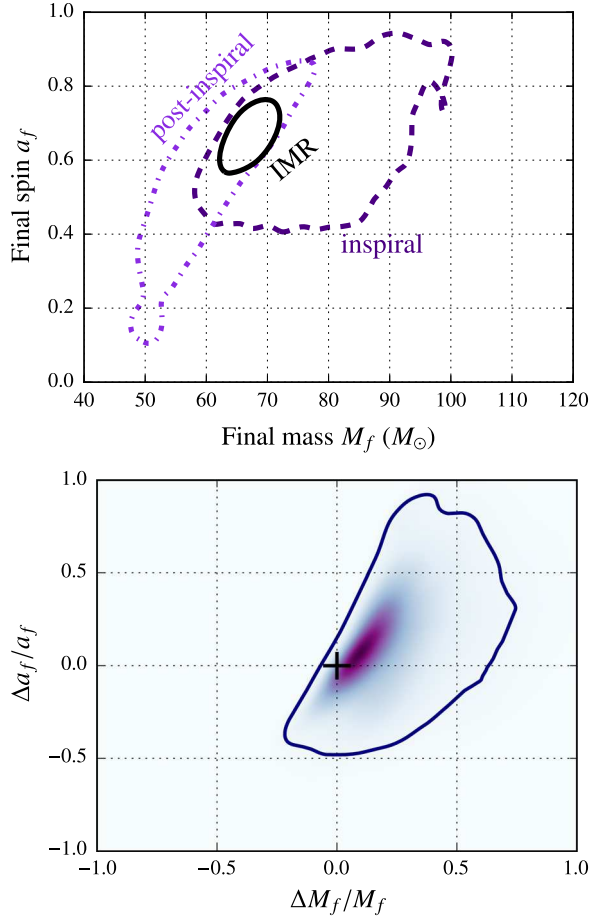 1.0
0.8
0.6
0.4
0.2
0.0
Final spin a_f
post-inspiral
IMR
inspiral
40 50 60 70 80 90 100 110 120
Final mass M_f (M_⊙)
1.0
0.5
0.0
−0.5
−1.0
Δa_f/a_f
−1.0 −0.5 0.0 0.5 1.0
ΔM_f/M_f